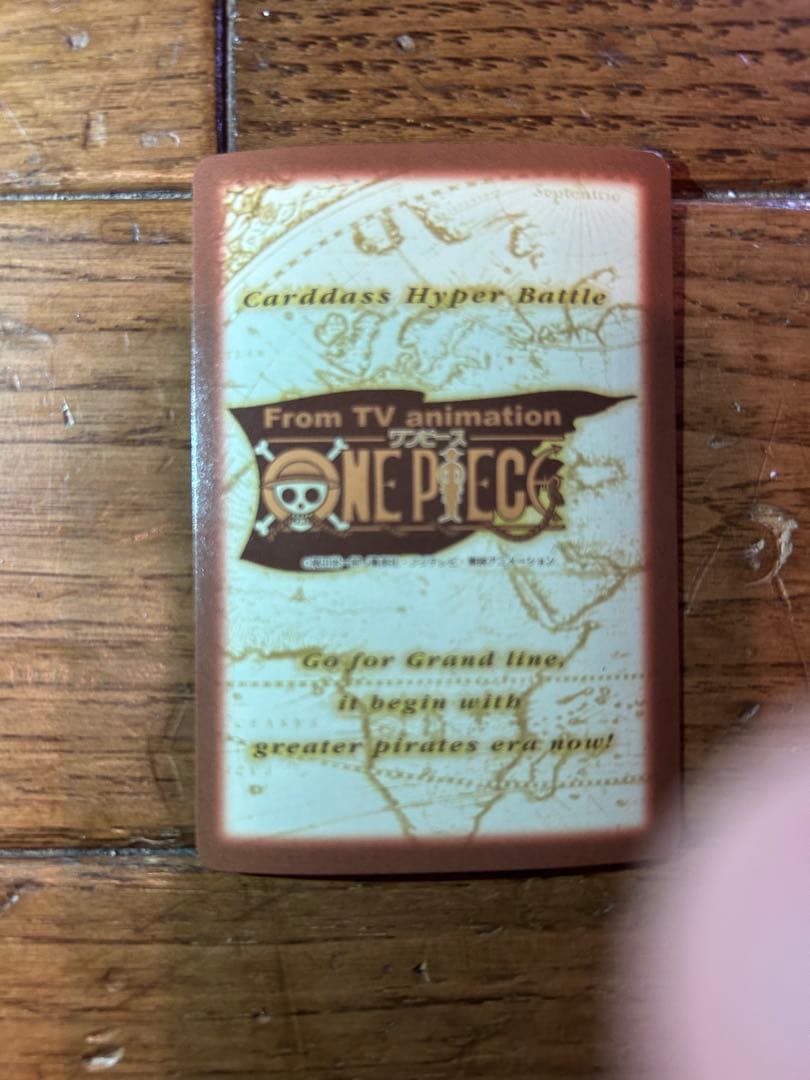 Septentrio
Carddass Hyper Battle
From TV animation
ワンピース
ONE PIECE
Go for Grand line,
it begin with
greater pirates era now!